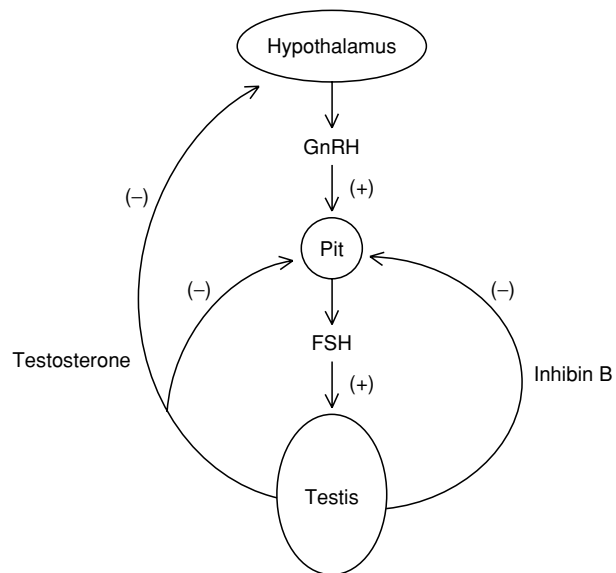 Hypothalamus
GnRH
(+)
(−)
Pit
(−)
(−)
FSH
Testosterone
(+)
Inhibin B
Testis